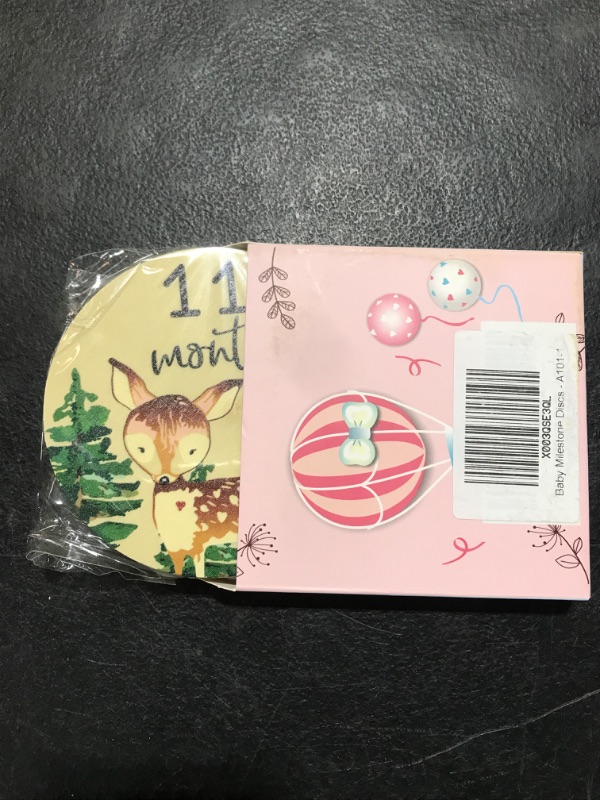 11
mont
X003QSE3QL
Baby Milestone Discs - A101-1